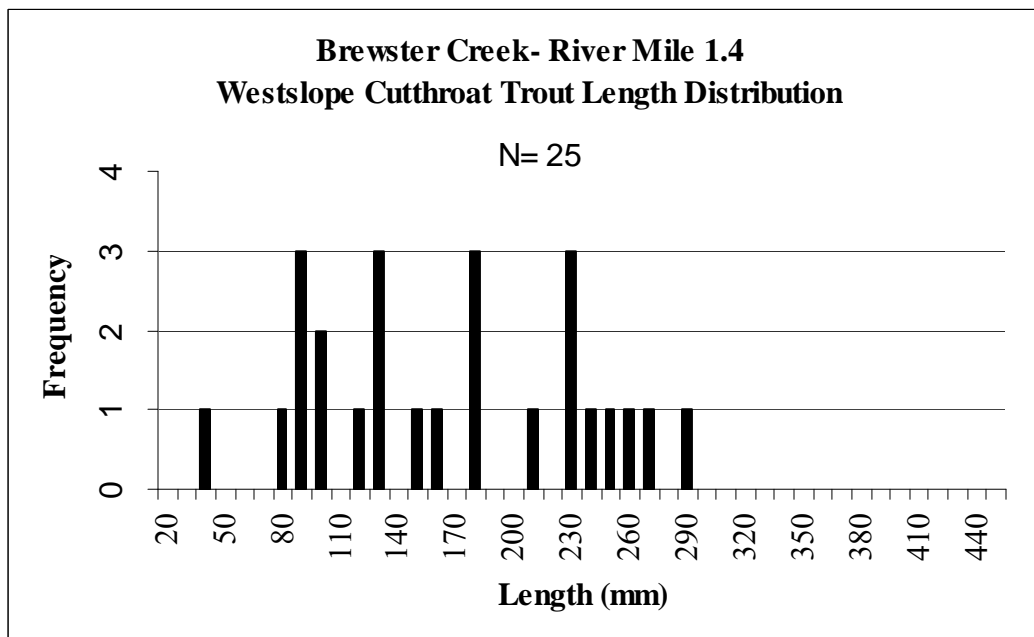 Brewster Creek- River Mile 1.4
Westslope Cutthroat Trout Length Distribution
N= 25
4
3
2
1
0
Frequency
20 50 80 110 140 170 200 230 260 290 320 350 380 410 440
Length (mm)